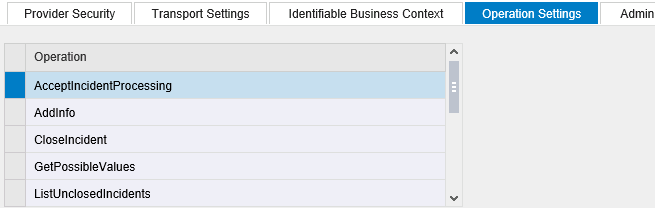 Provider Security Transport Settings Identifiable Business Context Operation Settings Admin
Operation
AcceptIncidentProcessing
AddInfo
CloseIncident
GetPossibleValues
ListUnclosedIncidents